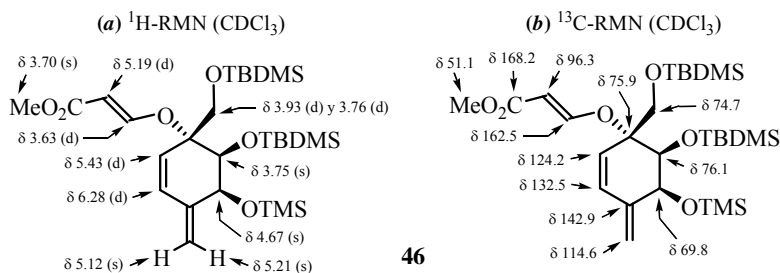 (a) ¹H-RMN (CDCl₃)
δ 3.70 (s)
δ 5.19 (d)
OTBDMS
MeO₂C
O
δ 3.93 (d) y 3.76 (d)
δ 3.63 (d)
OTBDMS
δ 5.43 (d)
δ 3.75 (s)
δ 6.28 (d)
OTMS
δ 4.67 (s)
H H
δ 5.12 (s)
δ 5.21 (s)
46
(b) ¹³C-RMN (CDCl₃)
δ 51.1
δ 168.2
δ 96.3
δ 75.9
OTBDMS
MeO₂C
O
δ 74.7
δ 162.5
OTBDMS
δ 124.2
δ 76.1
δ 132.5
OTMS
δ 142.9
δ 69.8
δ 114.6